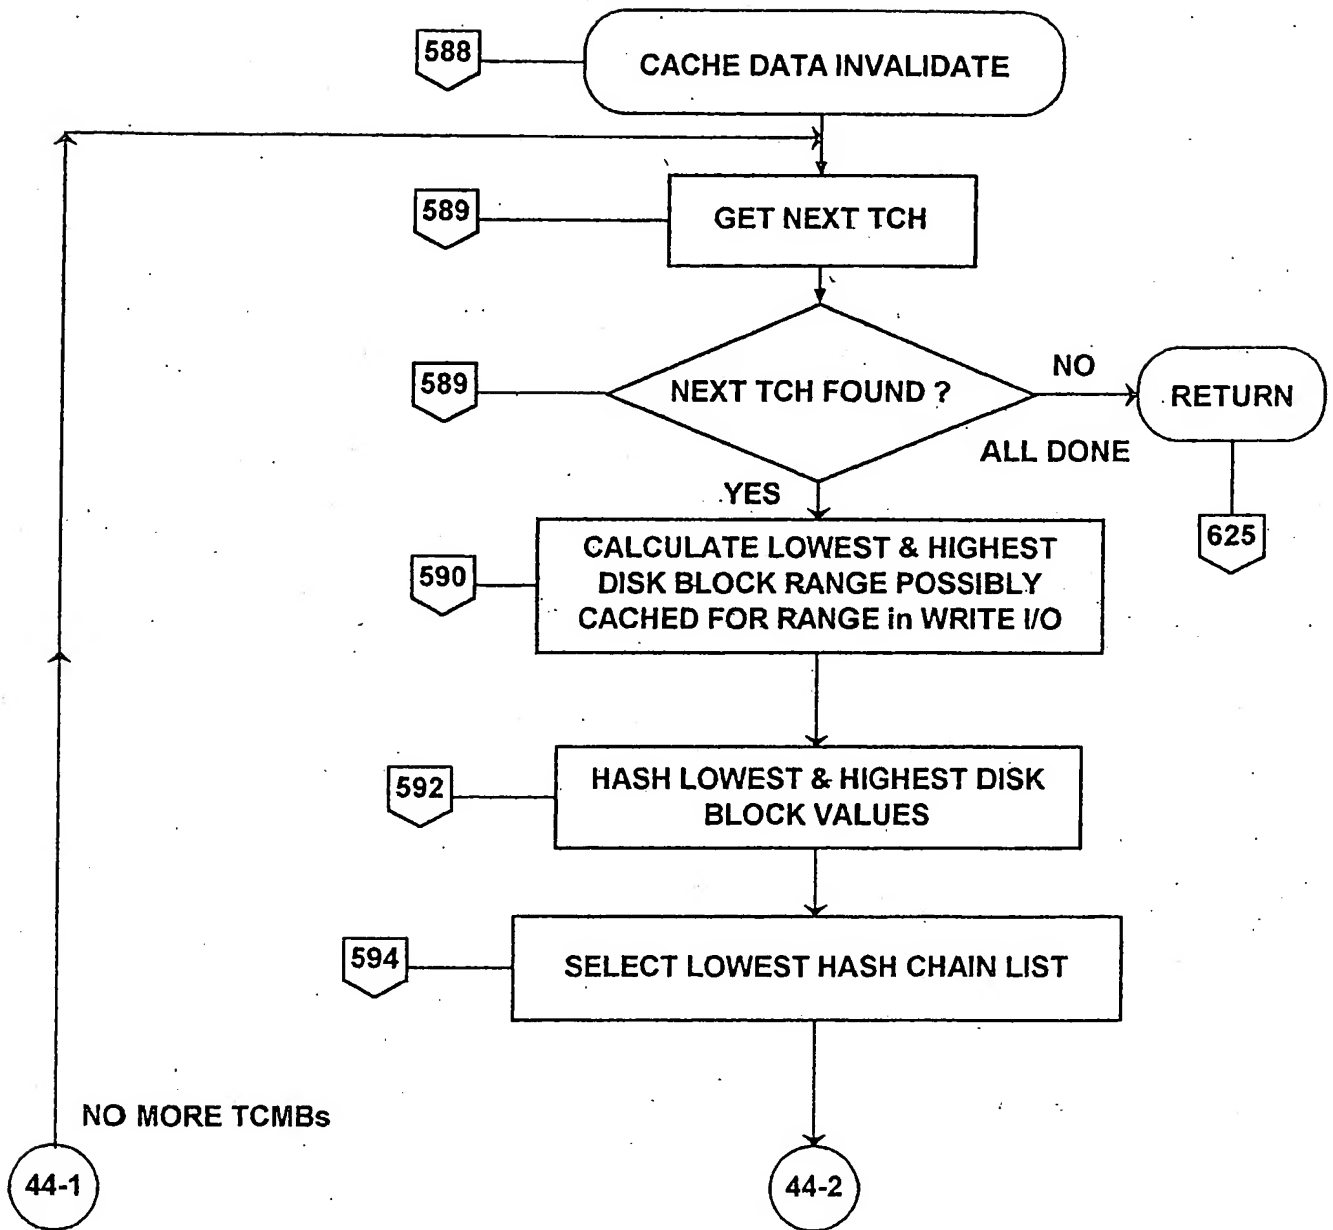 588
CACHE DATA INVALIDATE
589
GET NEXT TCH
589
NEXT TCH FOUND ?
NO
RETURN
ALL DONE
YES
625
590
CALCULATE LOWEST & HIGHEST
DISK BLOCK RANGE POSSIBLY
CACHED FOR RANGE in WRITE I/O
592
HASH LOWEST & HIGHEST DISK
BLOCK VALUES
594
SELECT LOWEST HASH CHAIN LIST
NO MORE TCMBs
44-1
44-2